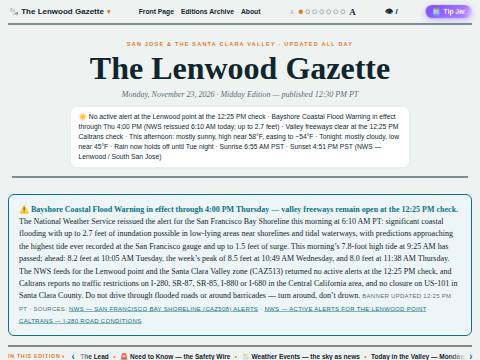 🗞️ The Lenwood Gazette ▾ Front Page Editions Archive About A A 👁 / Tip Jar
SAN JOSE & THE SANTA CLARA VALLEY · UPDATED ALL DAY
The Lenwood Gazette
Monday, November 23, 2026 · Midday Edition — published 12:30 PM PT
☀️ No active alert at the Lenwood point at the 12:25 PM check · Bayshore Coastal Flood Warning in effect
through Thu 4:00 PM (NWS reissued 6:10 AM today; up to 2.7 feet) · Valley freeways clear at the 12:25 PM
Caltrans check · This afternoon: mostly sunny, high near 58°F, easing to ~54°F · Tonight: mostly cloudy, low
near 45°F · Rain now holds off until Tue night · Sunrise 6:55 AM PST · Sunset 4:51 PM PST (NWS —
Lenwood / South San Jose)
⚠️ Bayshore Coastal Flood Warning in effect through 4:00 PM Thursday — valley freeways remain open at the 12:25 PM check.
The National Weather Service reissued the alert for the San Francisco Bay Shoreline this morning at 6:10 AM PT: significant coastal
flooding with up to 2.7 feet of inundation possible in low-lying areas near shorelines and tidal waterways, with predictions approaching
the highest tide ever recorded at the San Francisco gauge and up to 1.5 feet of surge. This morning's 7.8-foot high tide at 9:25 AM has
passed; ahead: 8.2 feet at 10:05 AM Tuesday, the week's peak of 8.5 feet at 10:49 AM Wednesday, and 8.0 feet at 11:38 AM Thursday.
The NWS feeds for the Lenwood point and the Santa Clara Valley zone (CAZ513) returned no active alerts at the 12:25 PM check, and
Caltrans reports no traffic restrictions on I-280, SR-87, SR-85, I-880 or I-680 in the Central and Bay Area, and no closure on US-101 in
Santa Clara County. Do not drive through flooded roads or around barricades — turn around, don't drown. BANNER UPDATED 12:25 PM
PT · SOURCES: NWS — SAN FRANCISCO BAY SHORELINE (CAZ508) ALERTS · NWS — ACTIVE ALERTS FOR THE LENWOOD POINT ·
CALTRANS — I-280 ROAD CONDITIONS
IN THIS EDITION ‹ The Lead • 🚨 Need to Know — the Safety Wire • Weather Events — the sky as news • Today in the Valley — Monday ›